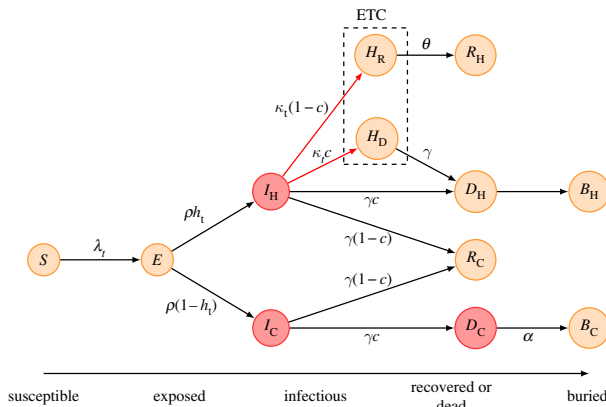 ETC
H_R
θ
R_H
κ_t(1−c)
H_D
κ_t c
γ
I_H
ρh_t
γc
D_H
B_H
γ(1−c)
S
λ_t
E
R_C
γ(1−c)
ρ(1−h_t)
I_C
γc
D_C
α
B_C
susceptible
exposed
infectious
recovered or
dead
buried